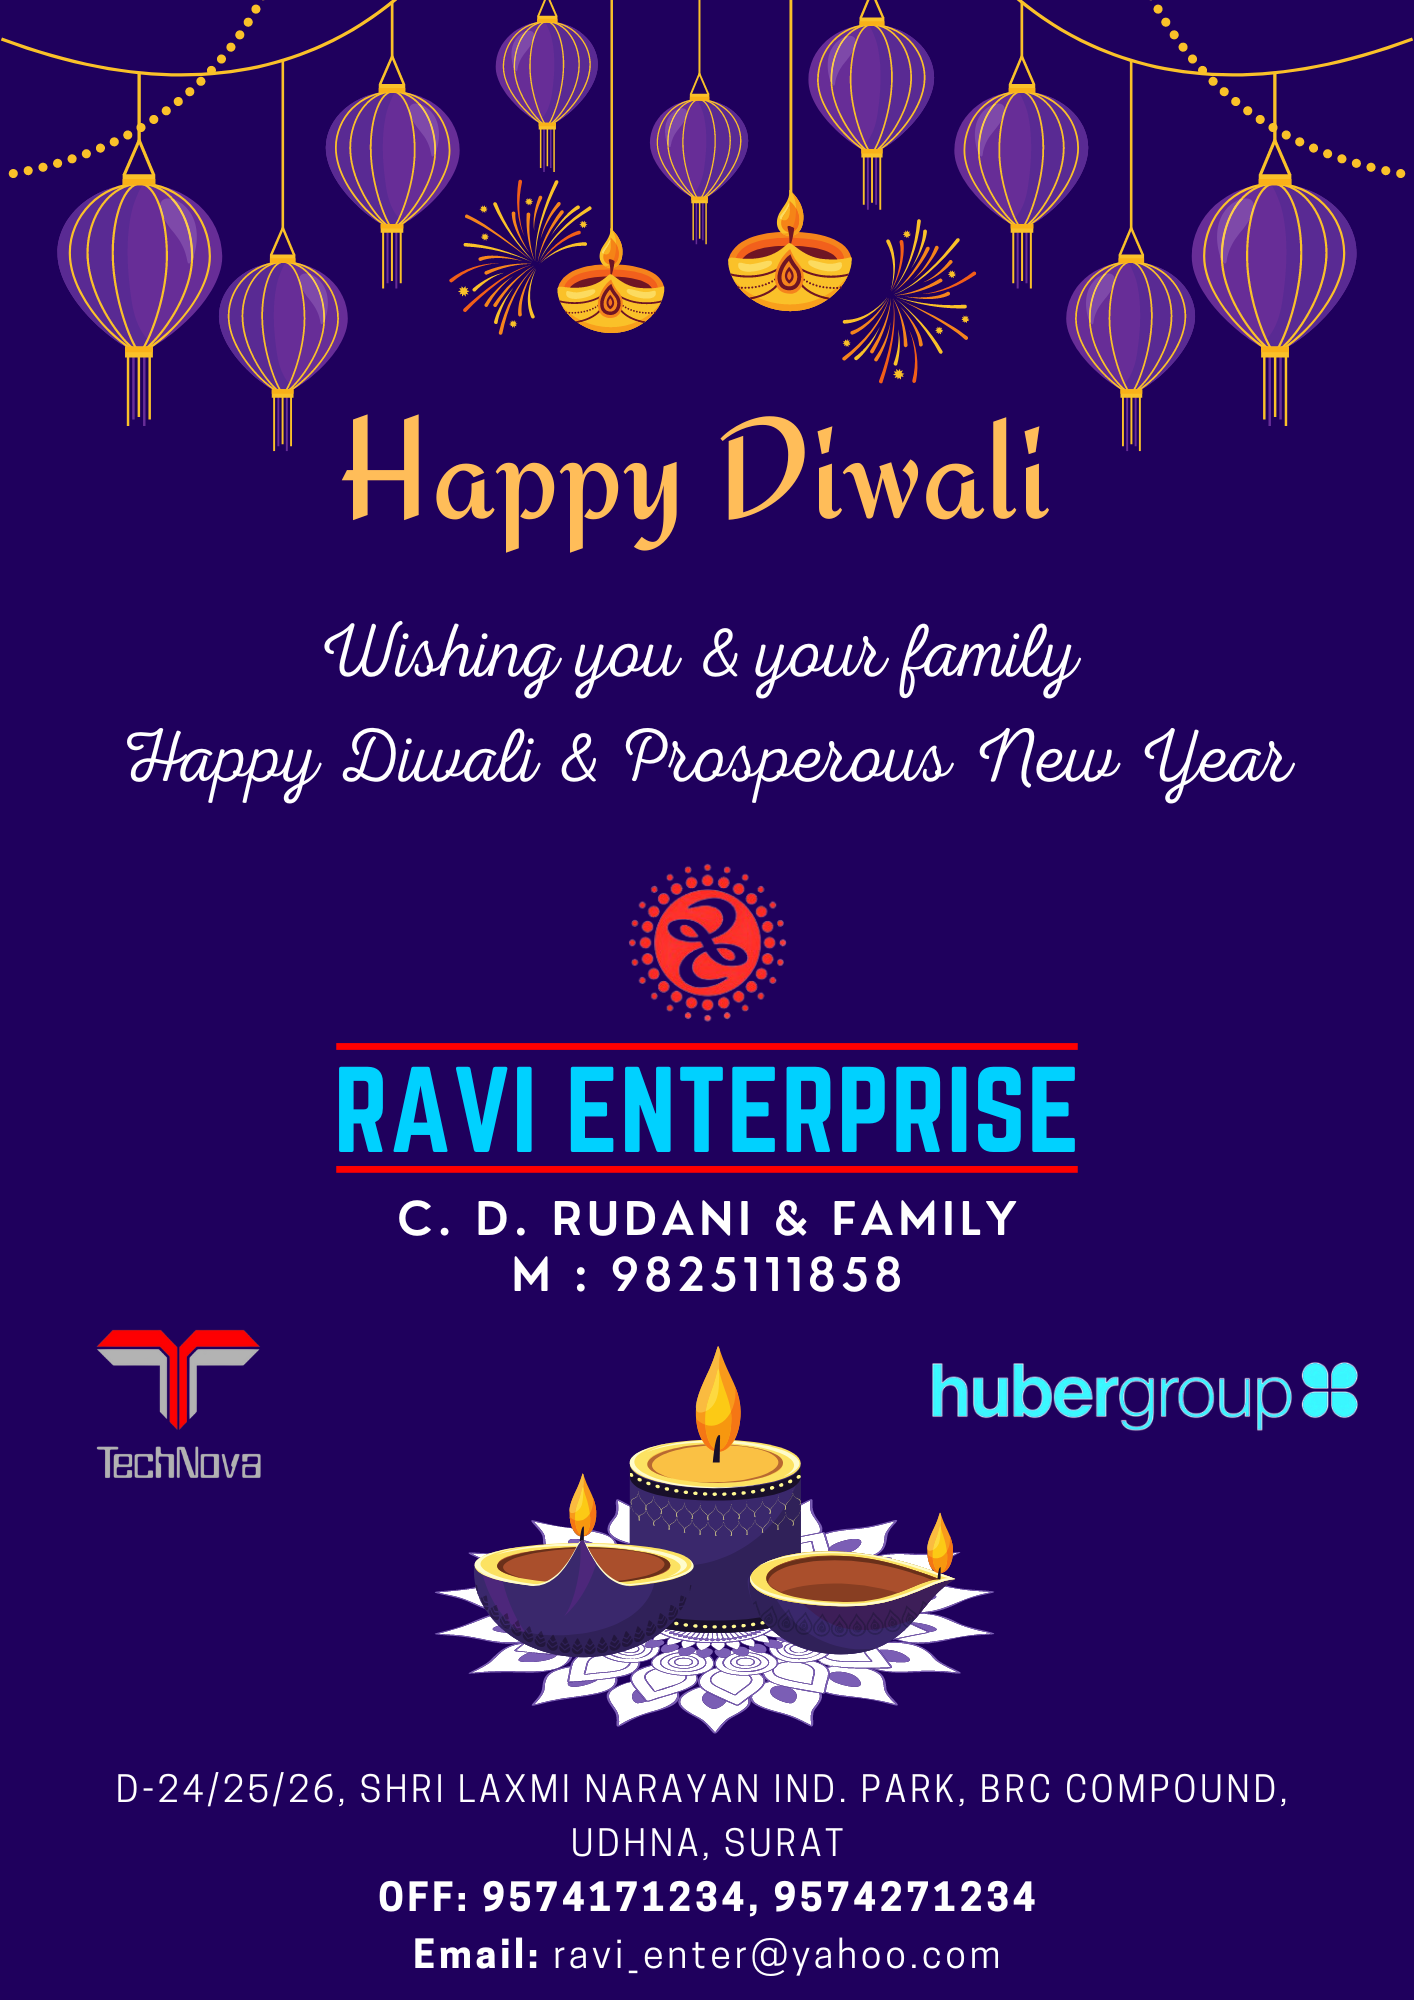 Happy Diwali
Wishing you & your family
Happy Diwali & Prosperous New Year
RAVI ENTERPRISE
C. D. RUDANI & FAMILY
M : 9825111858
TechNova
hubergroup
D-24/25/26, SHRI LAXMI NARAYAN IND. PARK, BRC COMPOUND,
UDHNA, SURAT
OFF: 9574171234, 9574271234
Email: ravi_enter@yahoo.com